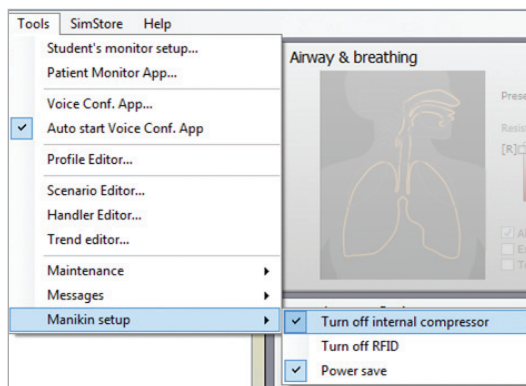 Tools SimStore Help
Student's monitor setup...
Patient Monitor App...
Voice Conf. App...
Auto start Voice Conf. App
Profile Editor...
Scenario Editor...
Handler Editor...
Trend editor...
Maintenance
Messages
Manikin setup
Airway & breathing
[R]
Turn off internal compressor
Turn off RFID
Power save